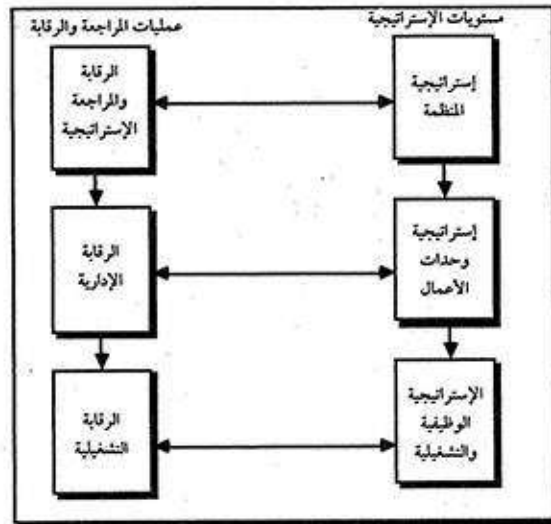 مستويات الإستراتيجية
عمليات المراجعة والرقابة
إستراتيجية
المنظمة
الرقابة
والمراجعة
الإستراتيجية
إستراتيجية
وحدات
الأعمال
الرقابة
الإدارية
الإستراتيجية
الوظيفية
والتشغيلية
الرقابة
التشغيلية